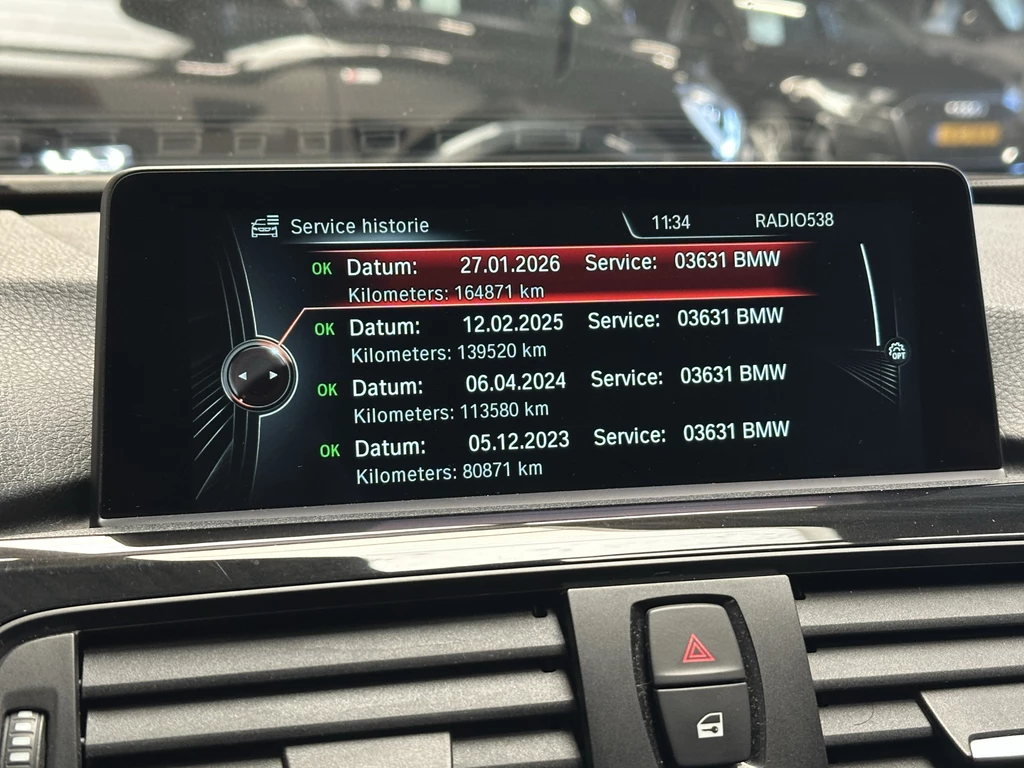 Service historie 11:34 RADIO538
OK Datum: 27.01.2026 Service: 03631 BMW
Kilometers: 164871 km
OK Datum: 12.02.2025 Service: 03631 BMW
Kilometers: 139520 km
OK Datum: 06.04.2024 Service: 03631 BMW
Kilometers: 113580 km
OK Datum: 05.12.2023 Service: 03631 BMW
Kilometers: 80871 km
OPT